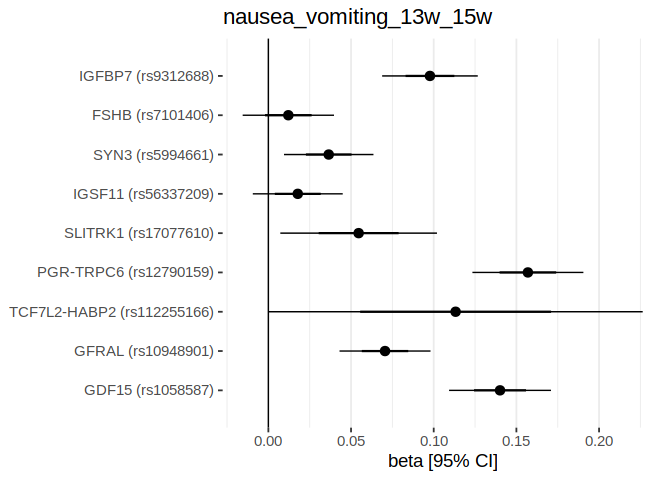 nausea_vomiting_13w_15w
IGFBP7 (rs9312688)
FSHB (rs7101406)
SYN3 (rs5994661)
IGSF11 (rs56337209)
SLITRK1 (rs17077610)
PGR-TRPC6 (rs12790159)
TCF7L2-HABP2 (rs112255166)
GFRAL (rs10948901)
GDF15 (rs1058587)
0.00 0.05 0.10 0.15 0.20
beta [95% CI]